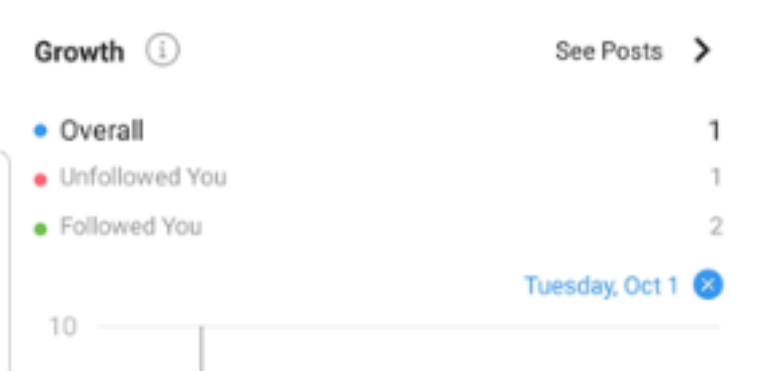 Growth See Posts
Overall 1
Unfollowed You 1
Followed You 2
Tuesday, Oct 1
10